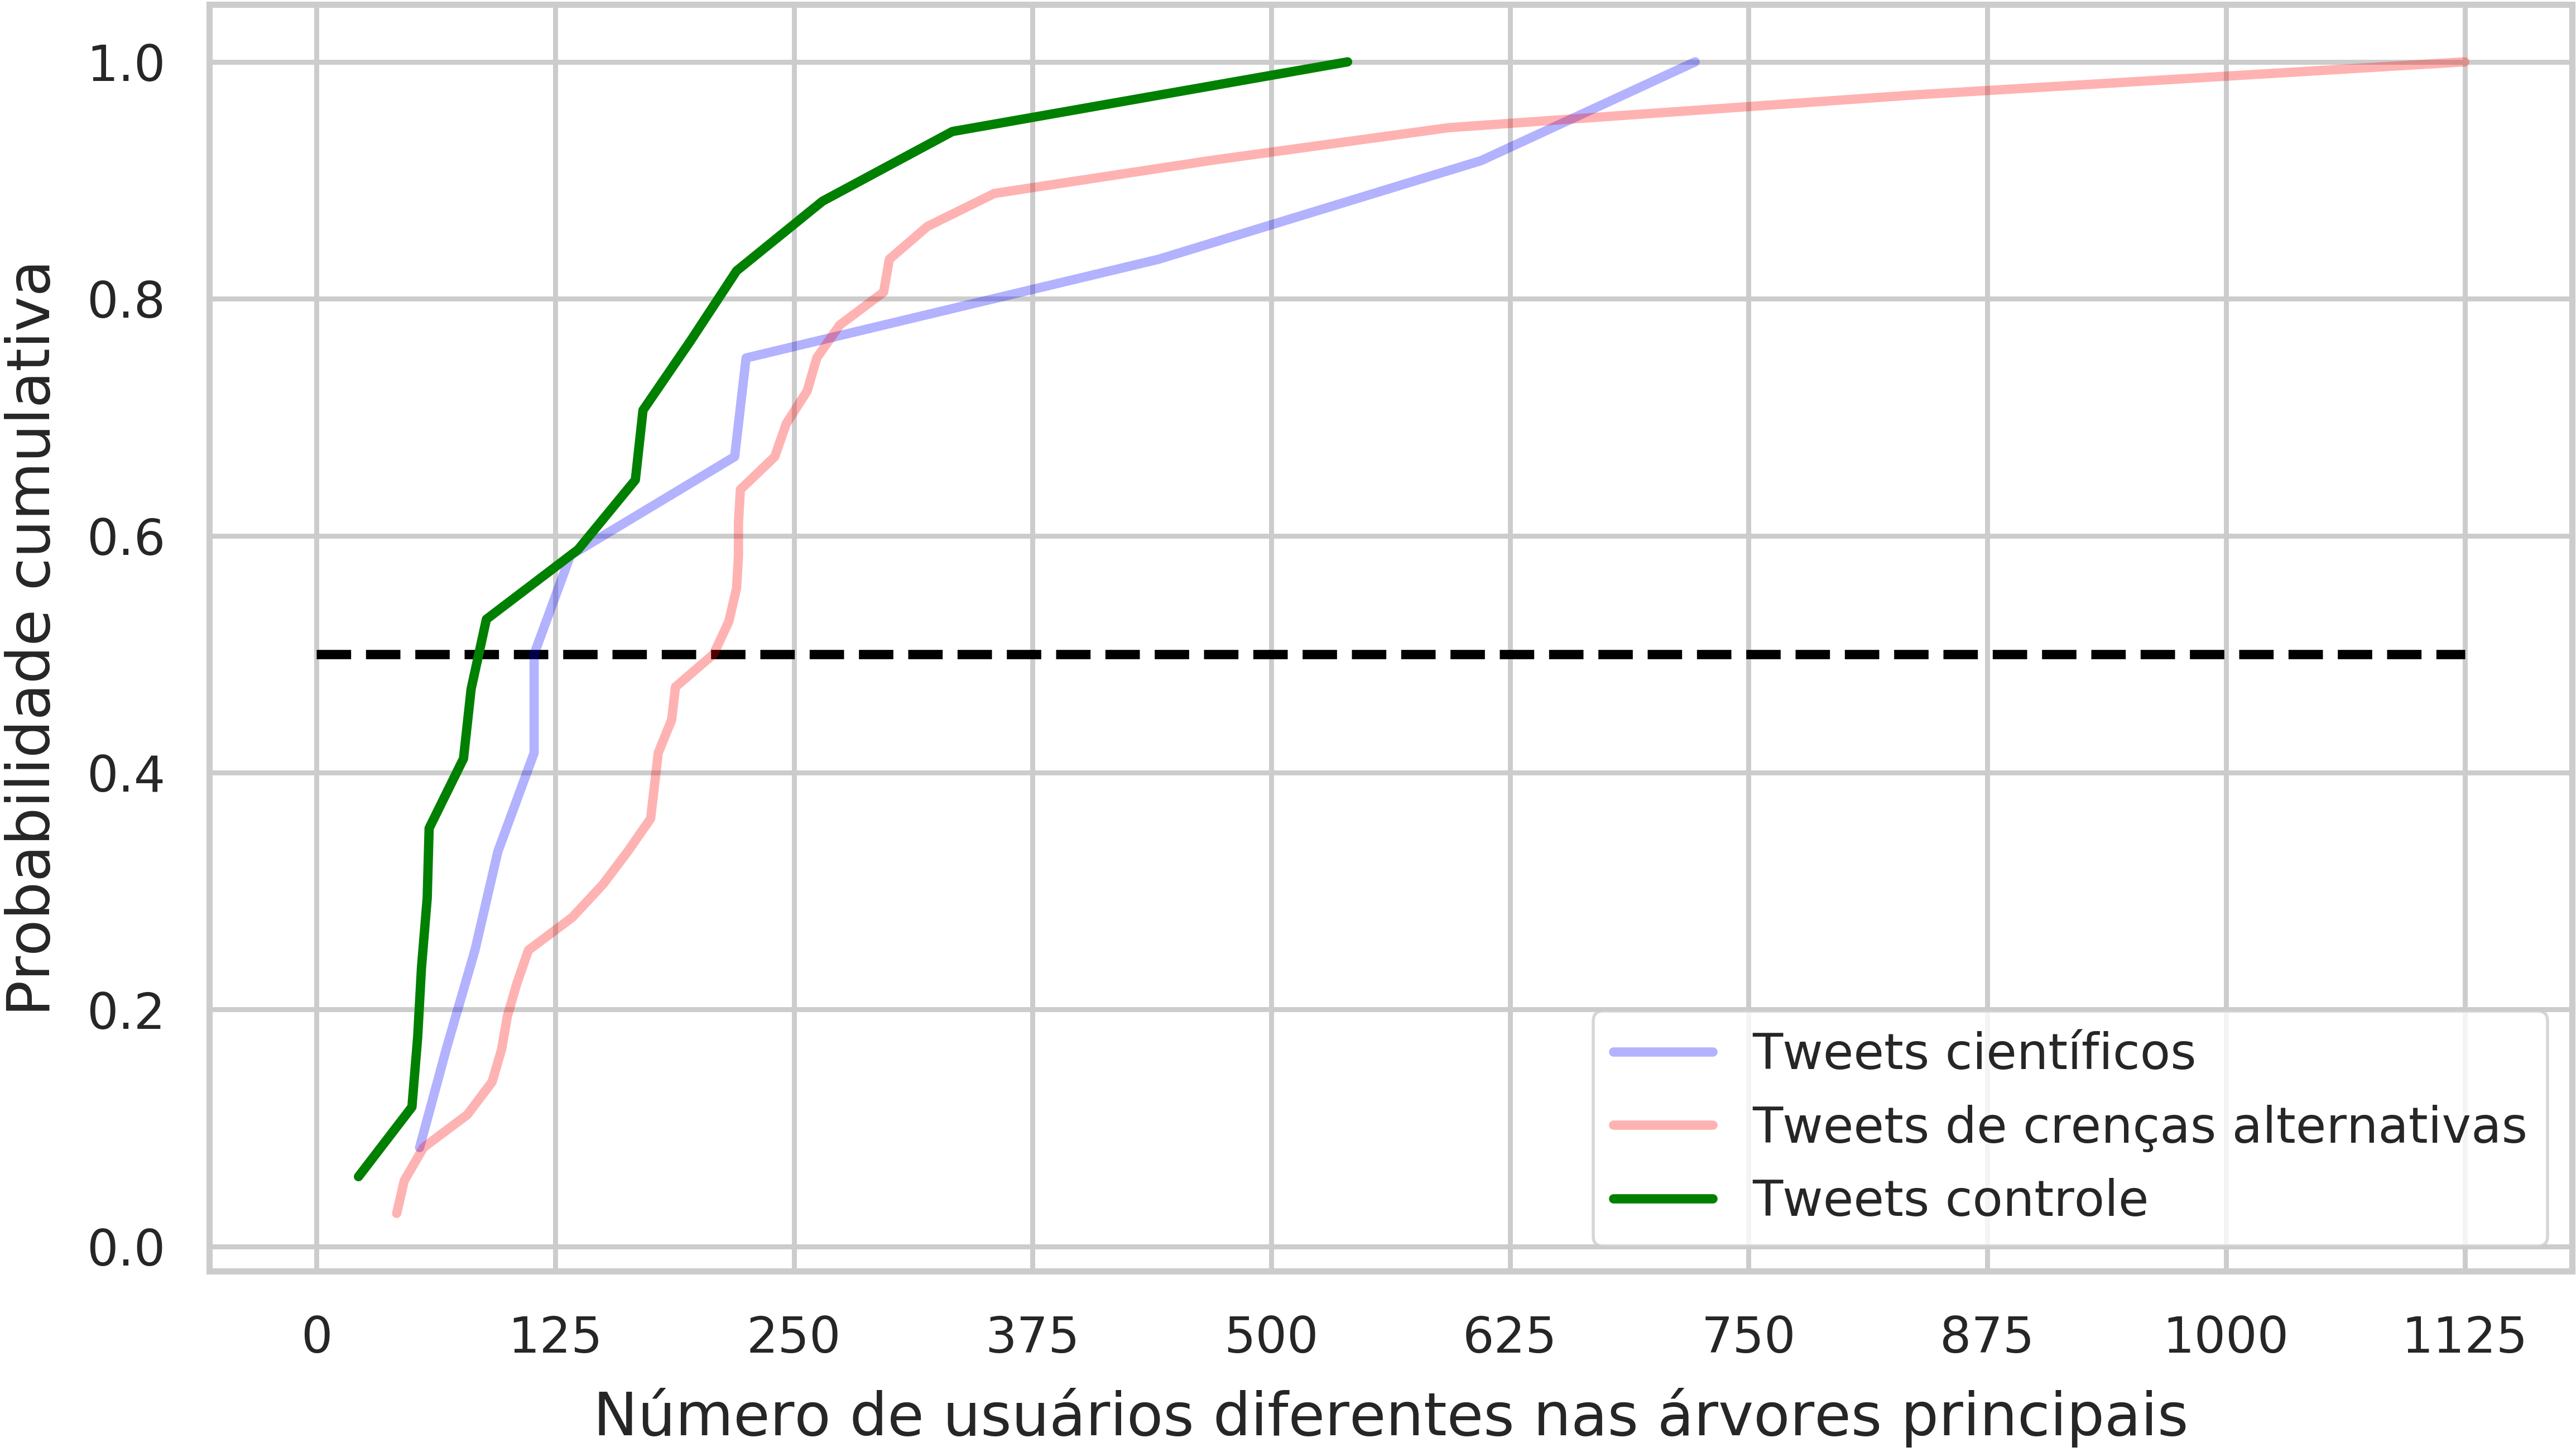 Probabilidade cumulativa
1.0
0.8
0.6
0.4
0.2
0.0
Tweets científicos
Tweets de crenças alternativas
Tweets controle
0 125 250 375 500 625 750 875 1000 1125
Número de usuários diferentes nas árvores principais